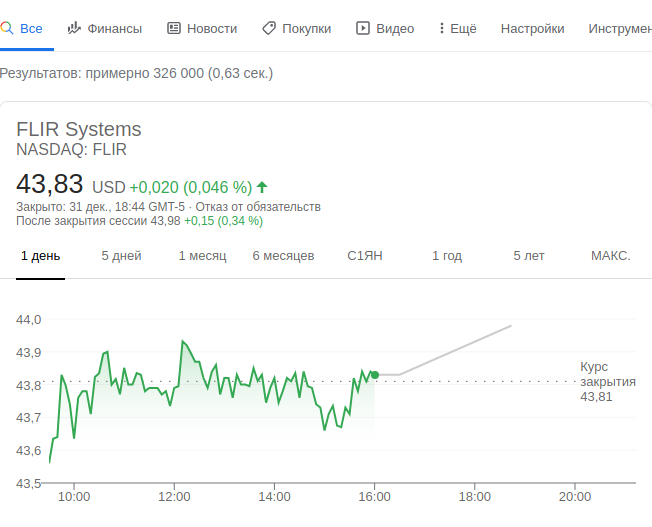 Все Финансы Новости Покупки Видео Ещё Настройки Инструмен
Результатов: примерно 326 000 (0,63 сек.)
FLIR Systems
NASDAQ: FLIR
43,83 USD +0,020 (0,046 %)
Закрыто: 31 дек., 18:44 GMT-5 · Отказ от обязательств
После закрытия сессии 43,98 +0,15 (0,34 %)
1 день 5 дней 1 месяц 6 месяцев С1ЯН 1 год 5 лет МАКС.
44,0
43,9
43,8
43,7
43,6
43,5
Курс
закрытия
43,81
10:00 12:00 14:00 16:00 18:00 20:00